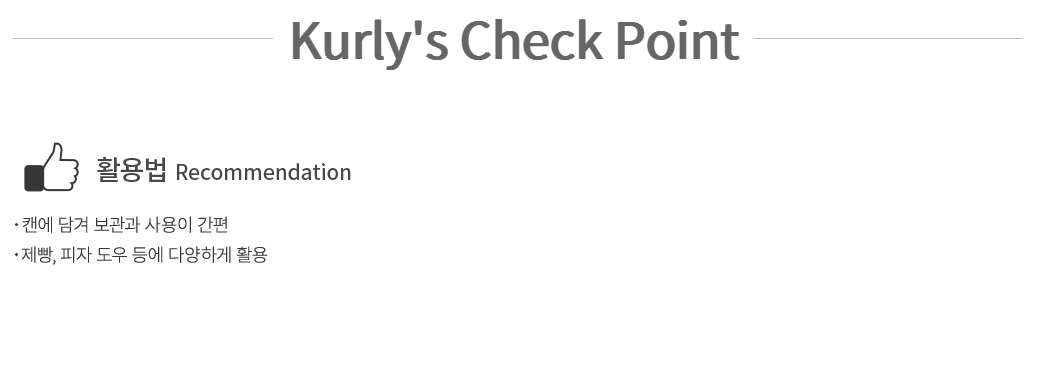 Kurly's Check Point
활용법 Recommendation
· 캔에 담겨 보관과 사용이 간편
· 제빵, 피자 도우 등에 다양하게 활용